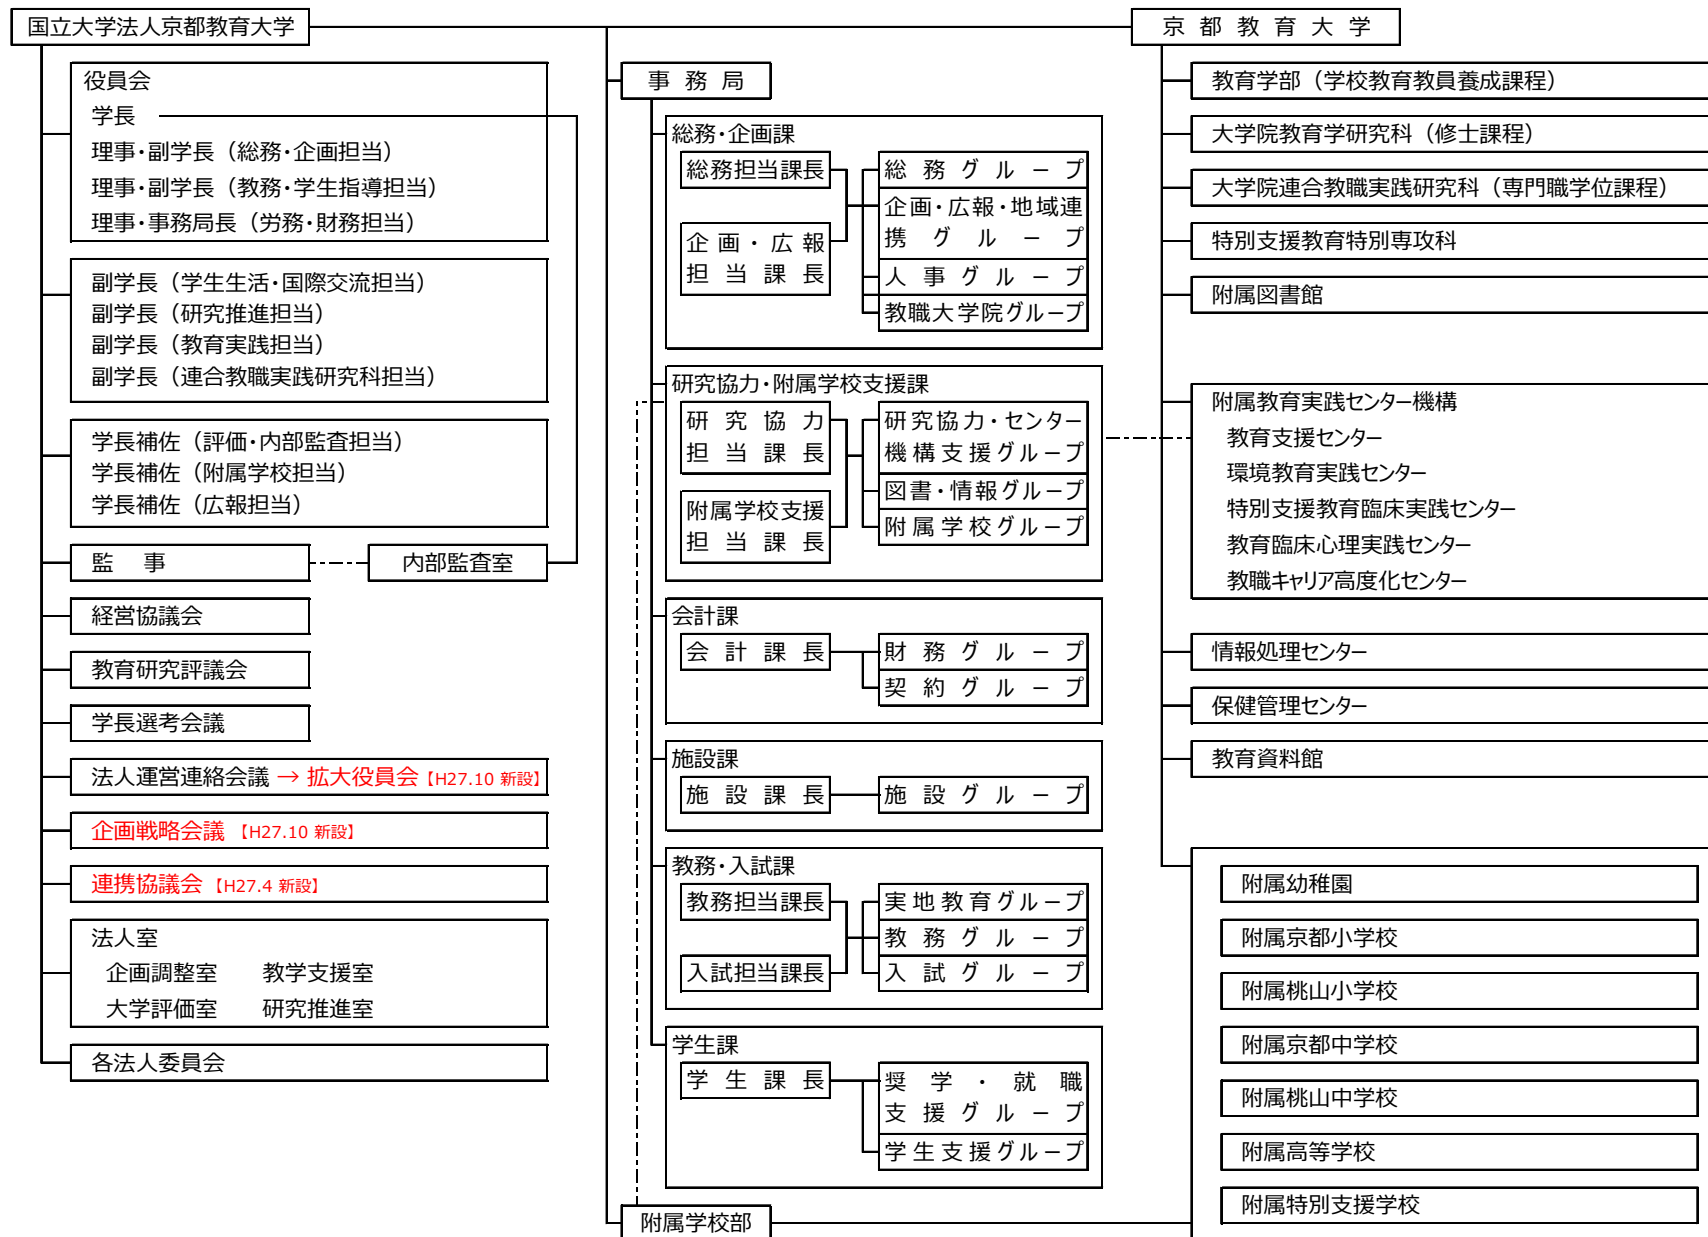 国立大学法人京都教育大学
役員会
学長
理事・副学長（総務・企画担当）
理事・副学長（教務・学生指導担当）
理事・事務局長（労務・財務担当）
副学長（学生生活・国際交流担当）
副学長（研究推進担当）
副学長（教育実践担当）
副学長（連合教職実践研究科担当）
学長補佐（評価・内部監査担当）
学長補佐（附属学校担当）
学長補佐（広報担当）
監　事
内部監査室
経営協議会
教育研究評議会
学長選考会議
法人運営連絡会議 → 拡大役員会【H27.10 新設】
企画戦略会議 【H27.10 新設】
連携協議会 【H27.4 新設】
法人室
企画調整室　　教学支援室
大学評価室　　研究推進室
各法人委員会
事 務 局
総務・企画課
総務担当課長
企画・広報
担当課長
総務グループ
企画・広報・地域連
携グループ
人事グループ
教職大学院グループ
研究協力・附属学校支援課
研究協力
担当課長
附属学校支援
担当課長
研究協力・センター
機構支援グループ
図書・情報グループ
附属学校グループ
会計課
会計課長
財務グループ
契約グループ
施設課
施設課長
施設グループ
教務・入試課
教務担当課長
入試担当課長
実地教育グループ
教務グループ
入試グループ
学生課
学生課長
奨学・就職
支援グループ
学生支援グループ
附属学校部
京 都 教 育 大 学
教育学部（学校教育教員養成課程）
大学院教育学研究科（修士課程）
大学院連合教職実践研究科（専門職学位課程）
特別支援教育特別専攻科
附属図書館
附属教育実践センター機構
教育支援センター
環境教育実践センター
特別支援教育臨床実践センター
教育臨床心理実践センター
教職キャリア高度化センター
情報処理センター
保健管理センター
教育資料館
附属幼稚園
附属京都小学校
附属桃山小学校
附属京都中学校
附属桃山中学校
附属高等学校
附属特別支援学校